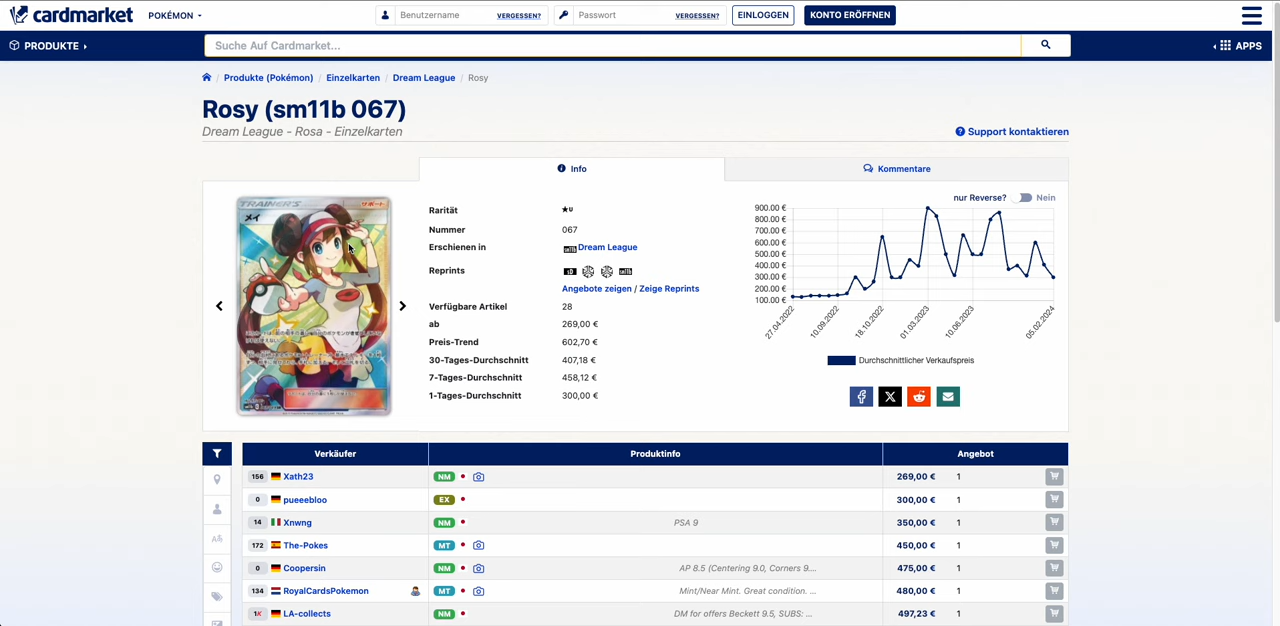 cardmarket POKÉMON Benutzername VERGESSEN? Passwort VERGESSEN? EINLOGGEN KONTO ERÖFFNEN
PRODUKTE Suche Auf Cardmarket... APPS
/ Produkte (Pokémon) / Einzelkarten / Dream League / Rosy
Rosy (sm11b 067)
Dream League - Rosa - Einzelkarten
Support kontaktieren
Info
Kommentare
TRAINER'S サポート
メイ
Rarität
Nummer 067
Erschienen in Dream League
Reprints
Angebote zeigen / Zeige Reprints
Verfügbare Artikel 28
ab 269,00 €
Preis-Trend 602,70 €
30-Tages-Durchschnitt 407,18 €
7-Tages-Durchschnitt 458,12 €
1-Tages-Durchschnitt 300,00 €
nur Reverse? Nein
900.00 €
800.00 €
700.00 €
600.00 €
500.00 €
400.00 €
300.00 €
200.00 €
100.00 €
27.04.2022 10.09.2022 18.10.2022 01.03.2023 10.06.2023 05.02.2024
Durchschnittlicher Verkaufspreis
Verkäufer Produktinfo Angebot
156 Xath23 NM 269,00 € 1
0 pueeebloo EX 300,00 € 1
14 Xnwng NM PSA 9 350,00 € 1
172 The-Pokes MT 450,00 € 1
0 Coopersin NM AP 8.5 (Centering 9.0, Corners 9.... 475,00 € 1
134 RoyalCardsPokemon MT Mint/Near Mint. Great condition. ... 480,00 € 1
1K LA-collects NM DM for offers Beckett 9.5, SUBS: ... 497,23 € 1